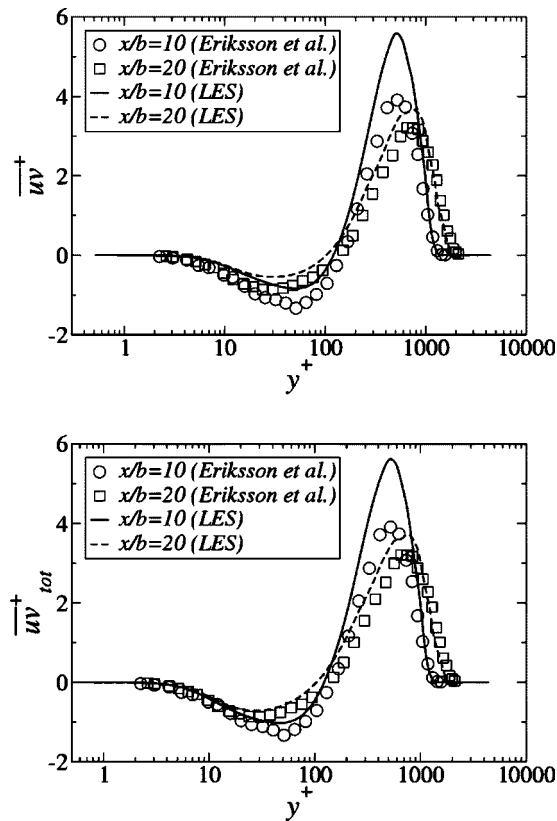 6
x/b=10 (Eriksson et al.)
x/b=20 (Eriksson et al.)
x/b=10 (LES)
x/b=20 (LES)
4
2
0
-2
uv+
1 10 100 1000 10000
y+
6
x/b=10 (Eriksson et al.)
x/b=20 (Eriksson et al.)
x/b=10 (LES)
x/b=20 (LES)
4
2
0
-2
uv+ tot
1 10 100 1000 10000
y+